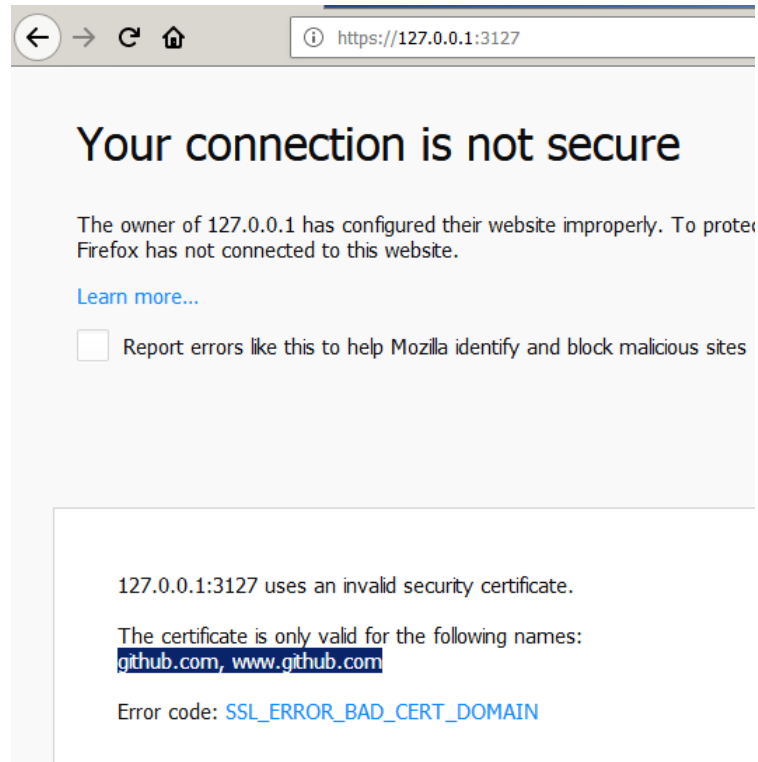 https://127.0.0.1:3127
Your connection is not secure
The owner of 127.0.0.1 has configured their website improperly. To
Firefox has not connected to this website.
Learn more...
Report errors like this to help Mozilla identify and block malicious sites
127.0.0.1:3127 uses an invalid security certificate.
The certificate is only valid for the following names:
github.com, www.github.com
Error code: SSL_ERROR_BAD_CERT_DOMAIN